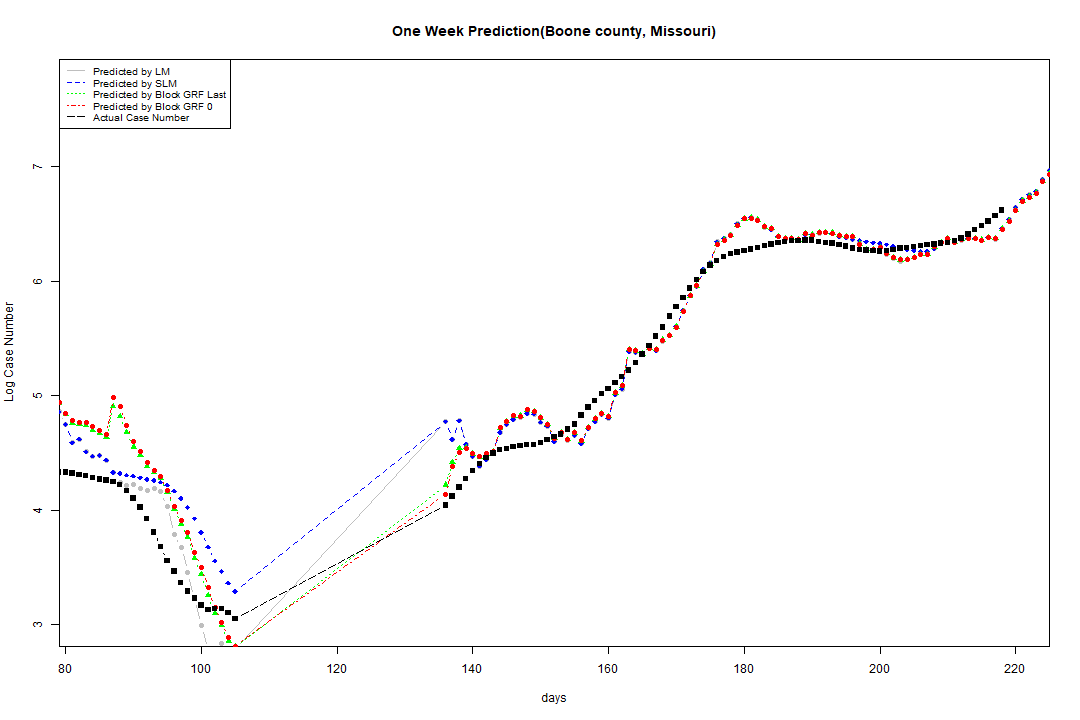 One Week Prediction(Boone county, Missouri)
Predicted by LM
Predicted by SLM
Predicted by Block GRF Last
Predicted by Block GRF 0
Actual Case Number
7
6
5
4
3
Log Case Number
80 100 120 140 160 180 200 220
days